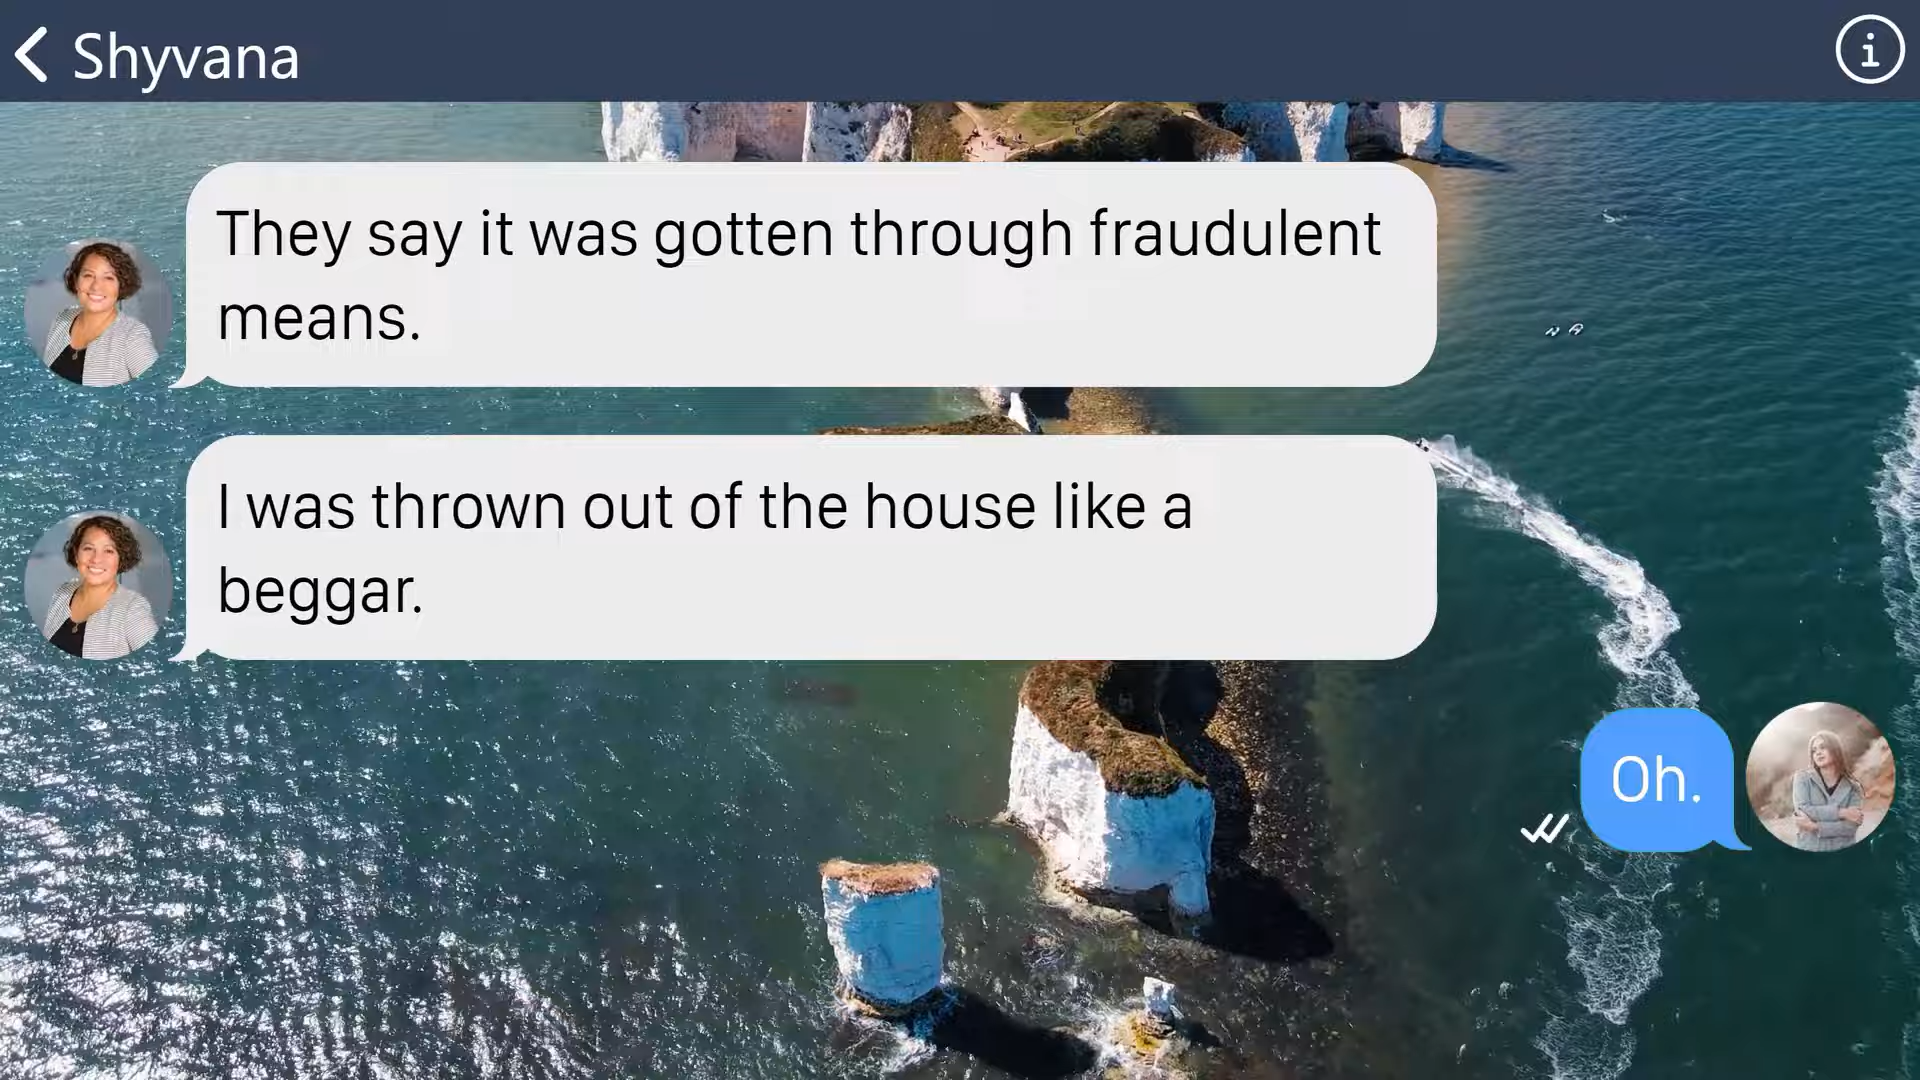 Shyvana
They say it was gotten through fraudulent
means.
I was thrown out of the house like a
beggar.
Oh.